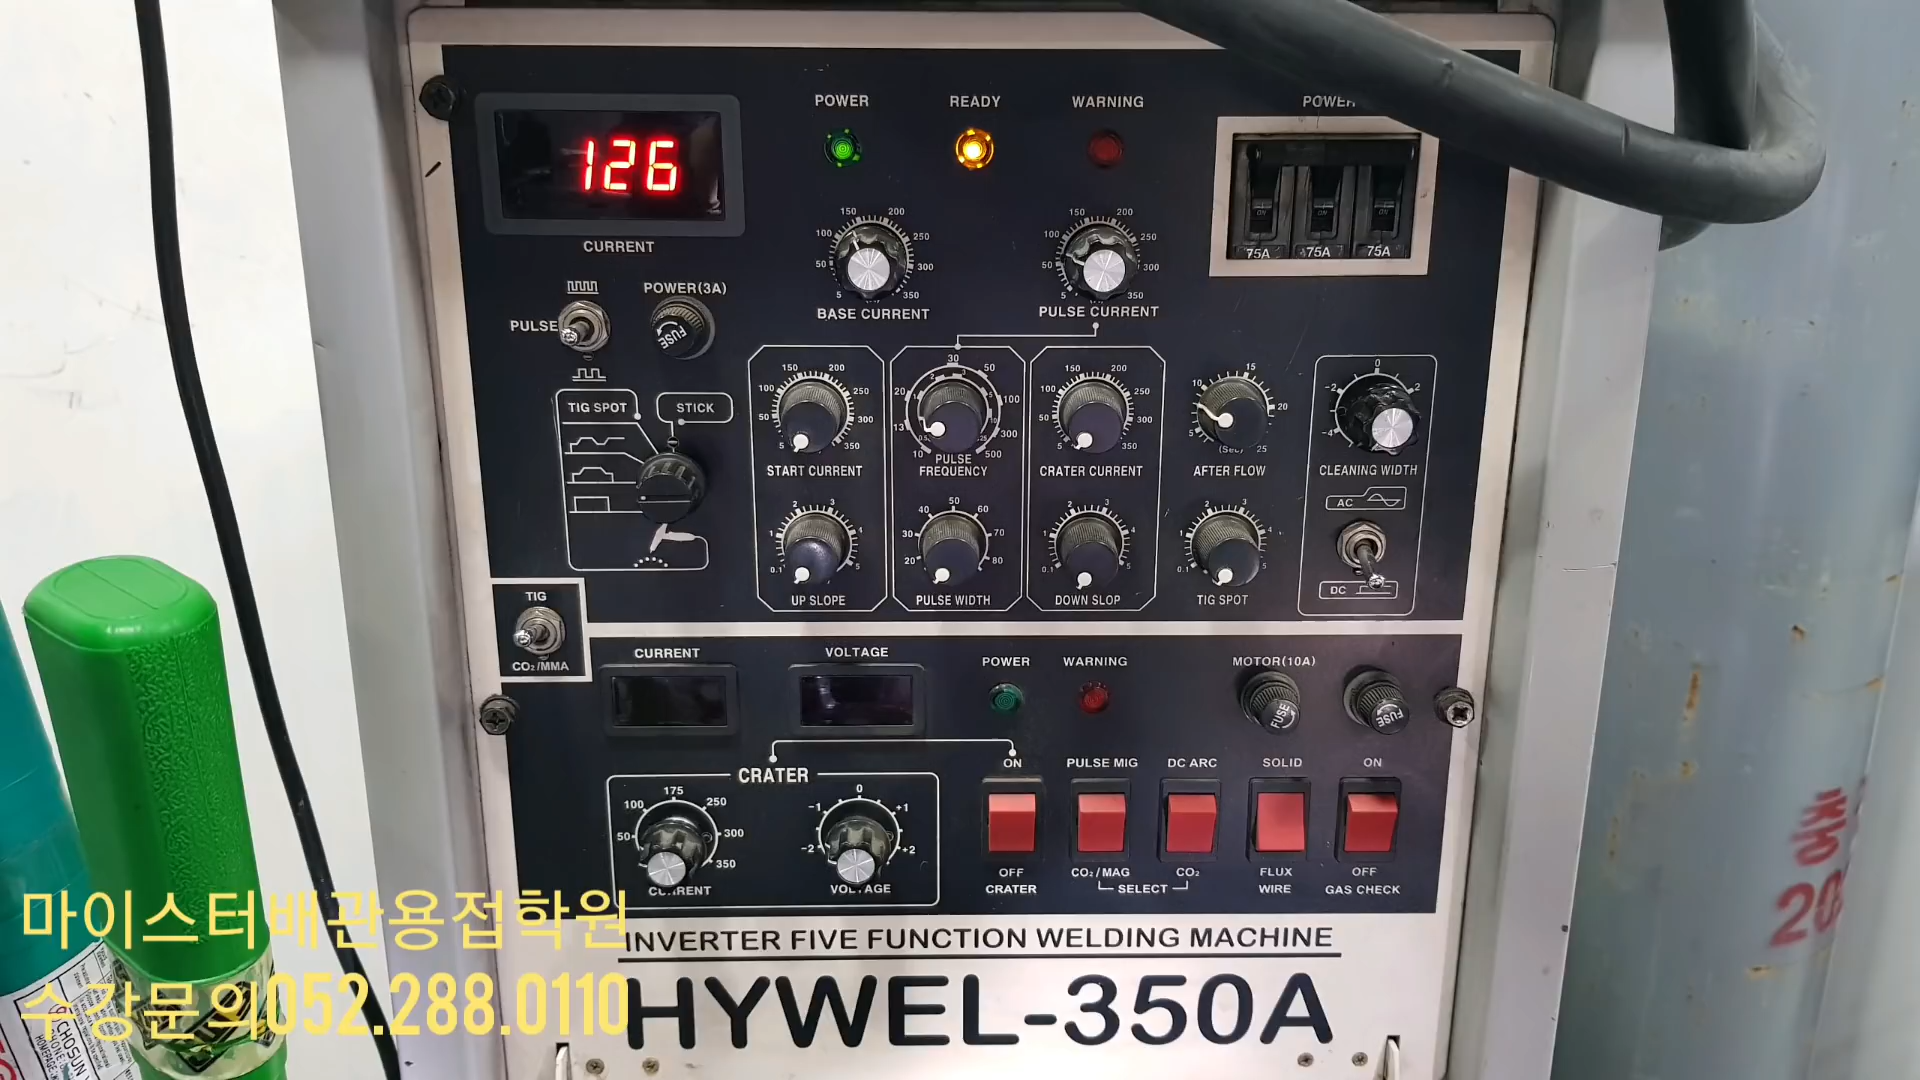 POWER
READY
WARNING
POWER
126
CURRENT
150 200
100 250
50 300
5 350
BASE CURRENT
150 200
100 250
50 300
5 350
PULSE CURRENT
ON ON ON
75A 75A 75A
PULSE
POWER(3A)
FUSE
TIG SPOT
STICK
150 200
100 250
50 300
5 350
START CURRENT
30
20 50
13 100
300
10 500
PULSE
FREQUENCY
150 200
100 250
50 300
5 350
CRATER CURRENT
15
10 20
5 (Sec) 25
AFTER FLOW
0
-2 2
-4
CLEANING WIDTH
AC
DC
2 3
1 4
0.1 5
UP SLOPE
50
40 60
30 70
20 80
PULSE WIDTH
2 3
1 4
0.1 5
DOWN SLOP
2 3
1 4
0.1 5
TIG SPOT
TIG
CO₂/MMA
CURRENT
VOLTAGE
POWER
WARNING
MOTOR(10A)
FUSE
FUSE
CRATER
175
100 250
50 300
350
CURRENT
0
-1 +1
-2 +2
VOLTAGE
ON
OFF
CRATER
PULSE MIG
CO₂/MAG
DC ARC
CO₂
SELECT
SOLID
FLUX
WIRE
ON
OFF
GAS CHECK
INVERTER FIVE FUNCTION WELDING MACHINE
HYWEL-350A
마이스터배관용접학원
수강문의052.288.0110
CHOSUN